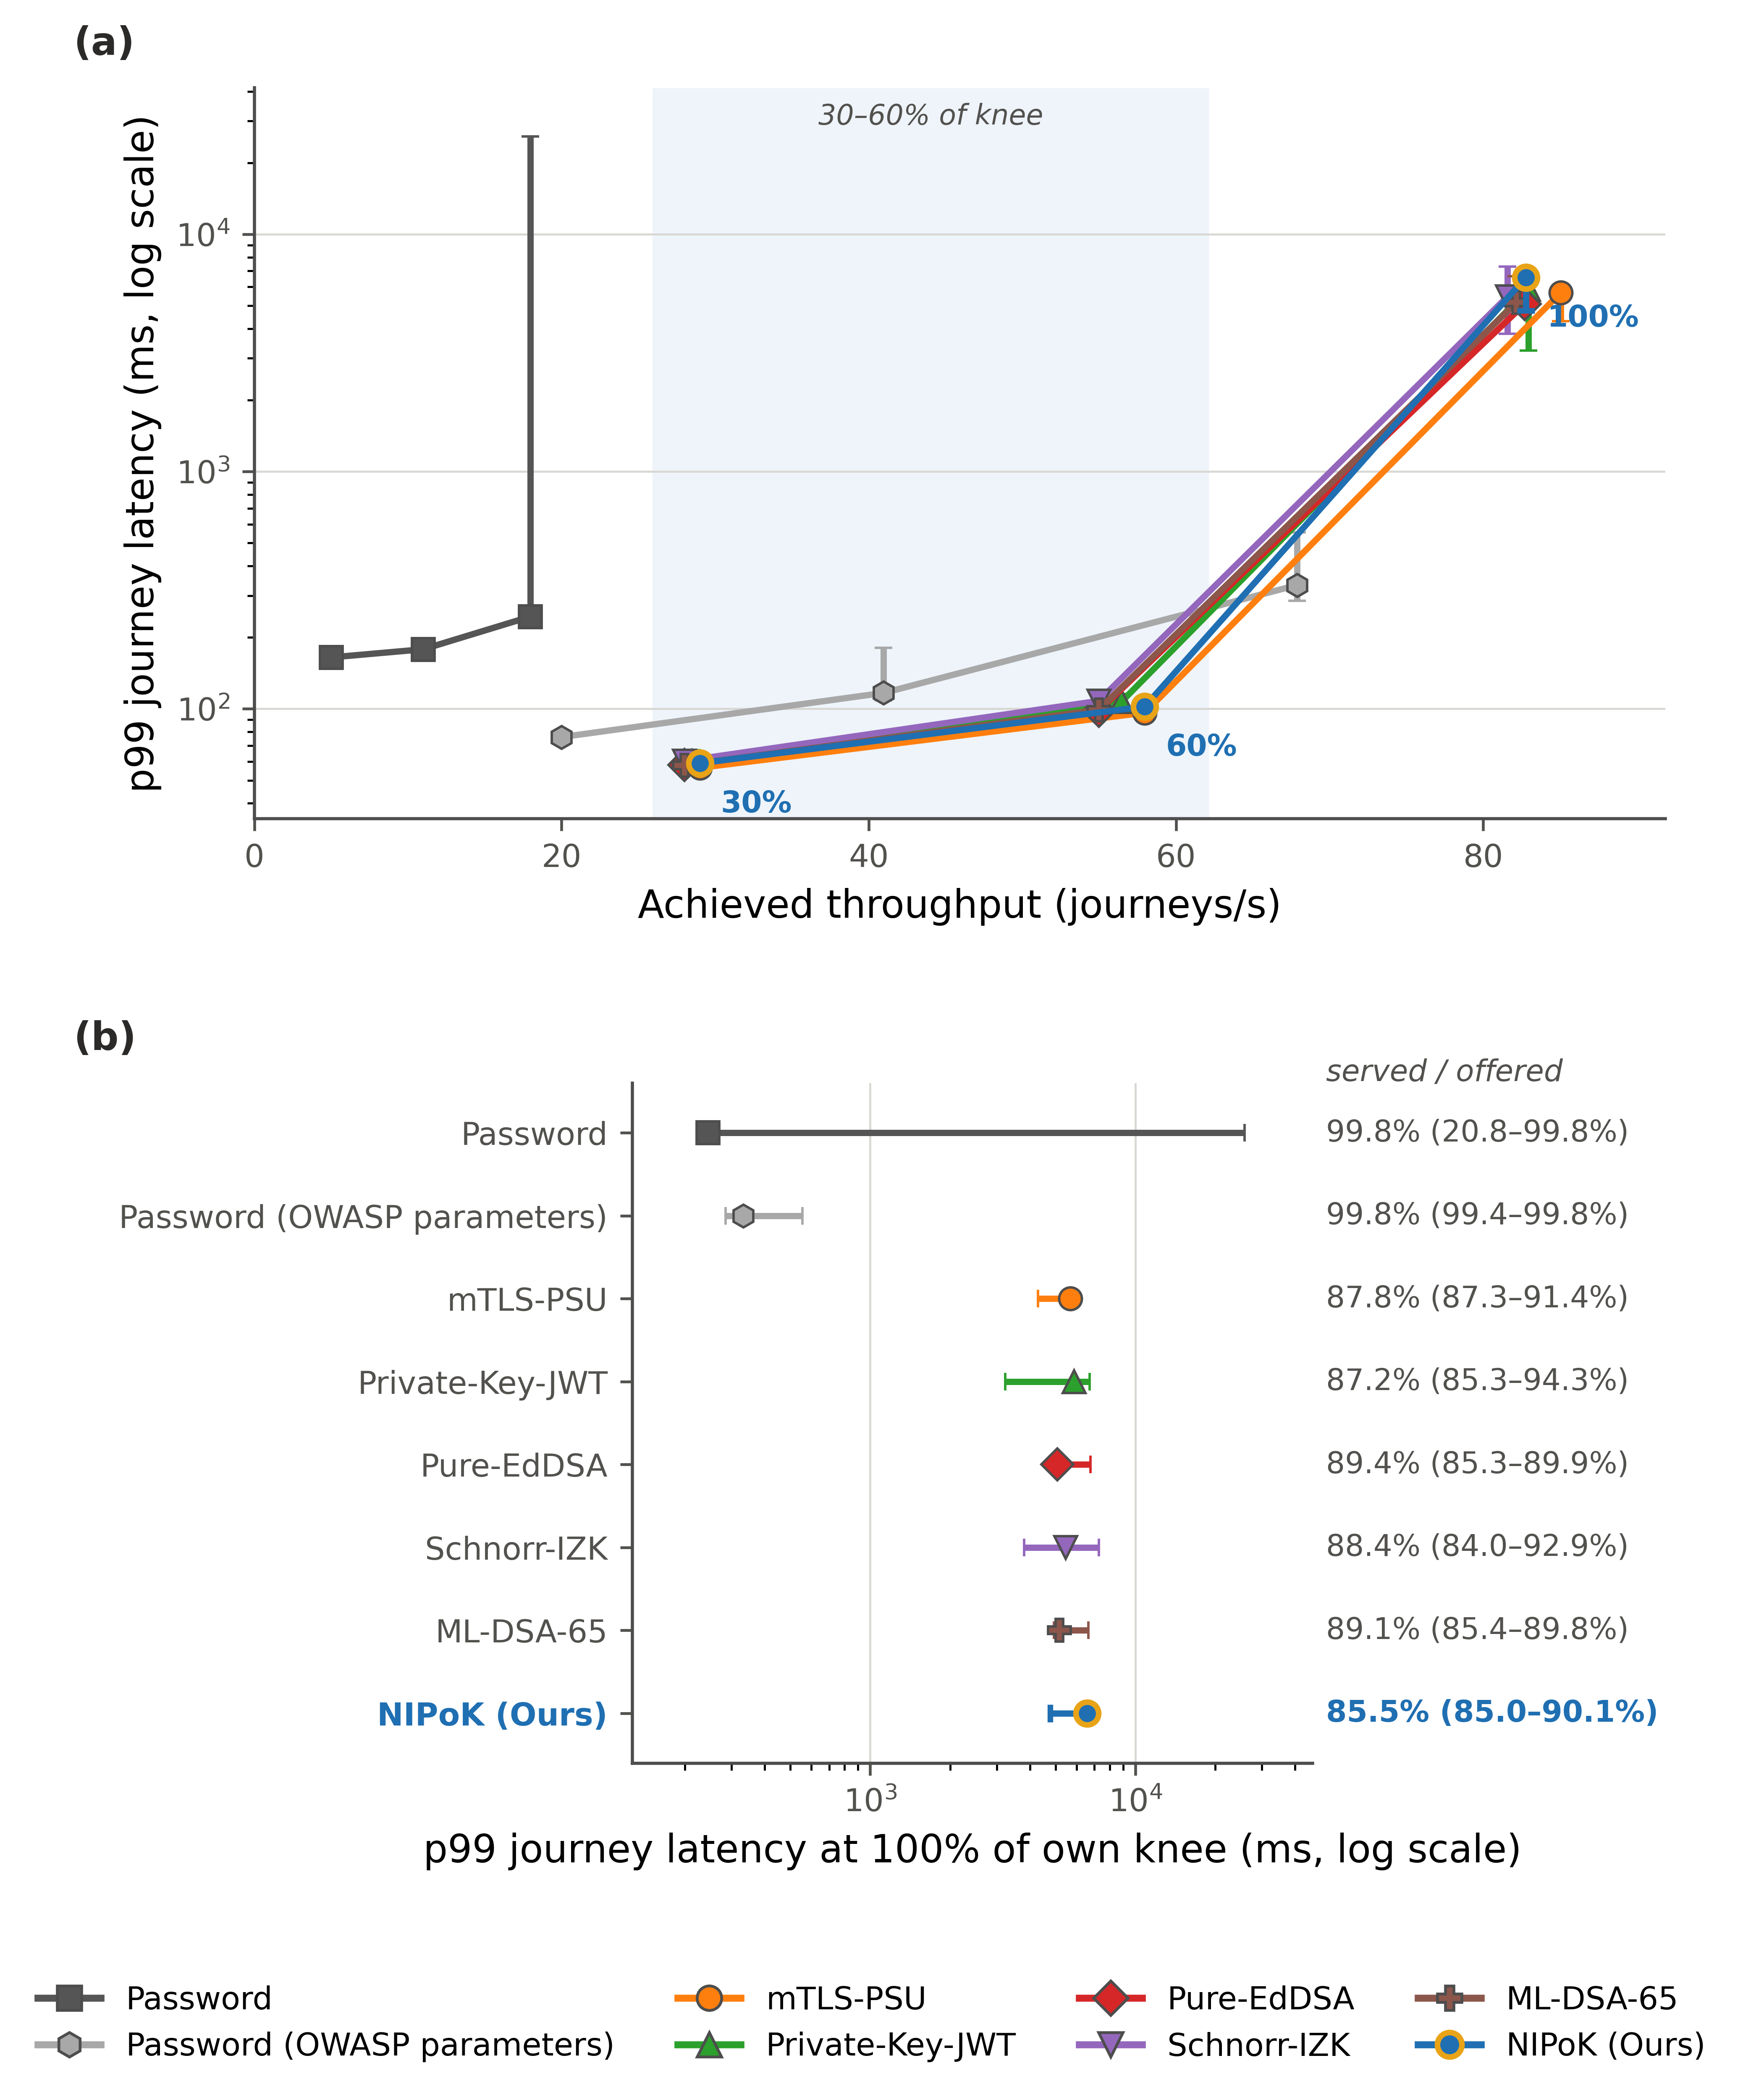 (a)
30–60% of knee
p99 journey latency (ms, log scale)
10⁴
10³
10²
100%
60%
30%
0 20 40 60 80
Achieved throughput (journeys/s)
(b)
served / offered
Password 99.8% (20.8–99.8%)
Password (OWASP parameters) 99.8% (99.4–99.8%)
mTLS-PSU 87.8% (87.3–91.4%)
Private-Key-JWT 87.2% (85.3–94.3%)
Pure-EdDSA 89.4% (85.3–89.9%)
Schnorr-IZK 88.4% (84.0–92.9%)
ML-DSA-65 89.1% (85.4–89.8%)
NIPoK (Ours) 85.5% (85.0–90.1%)
10³ 10⁴
p99 journey latency at 100% of own knee (ms, log scale)
Password mTLS-PSU Pure-EdDSA ML-DSA-65
Password (OWASP parameters) Private-Key-JWT Schnorr-IZK NIPoK (Ours)